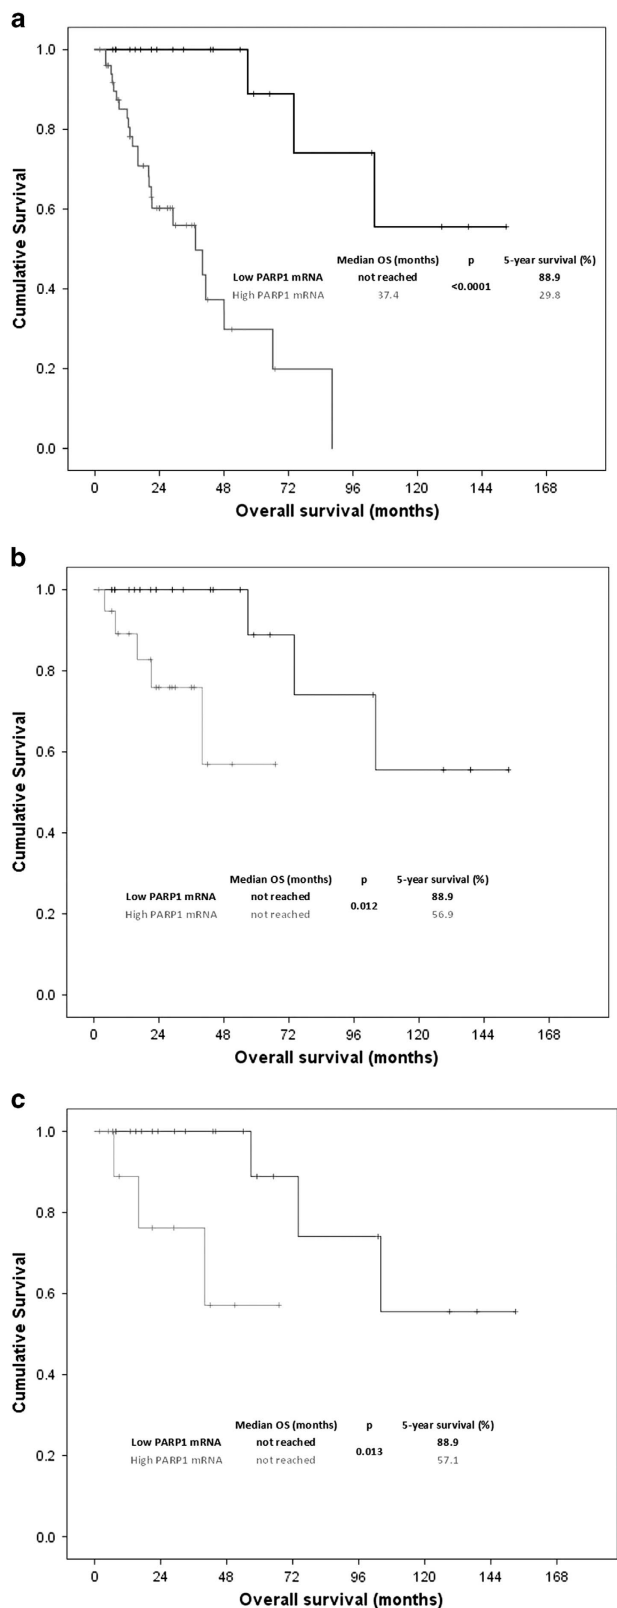 a
1.0
0.8
0.6
0.4
0.2
0.0
Cumulative Survival
Median OS (months) p 5-year survival (%)
Low PARP1 mRNA not reached <0.0001 88.9
High PARP1 mRNA 37.4 29.8
0 24 48 72 96 120 144 168
Overall survival (months)
b
1.0
0.8
0.6
0.4
0.2
0.0
Cumulative Survival
Median OS (months) p 5-year survival (%)
Low PARP1 mRNA not reached 0.012 88.9
High PARP1 mRNA not reached 56.9
0 24 48 72 96 120 144 168
Overall survival (months)
c
1.0
0.8
0.6
0.4
0.2
0.0
Cumulative Survival
Median OS (months) p 5-year survival (%)
Low PARP1 mRNA not reached 0.013 88.9
High PARP1 mRNA not reached 57.1
0 24 48 72 96 120 144 168
Overall survival (months)